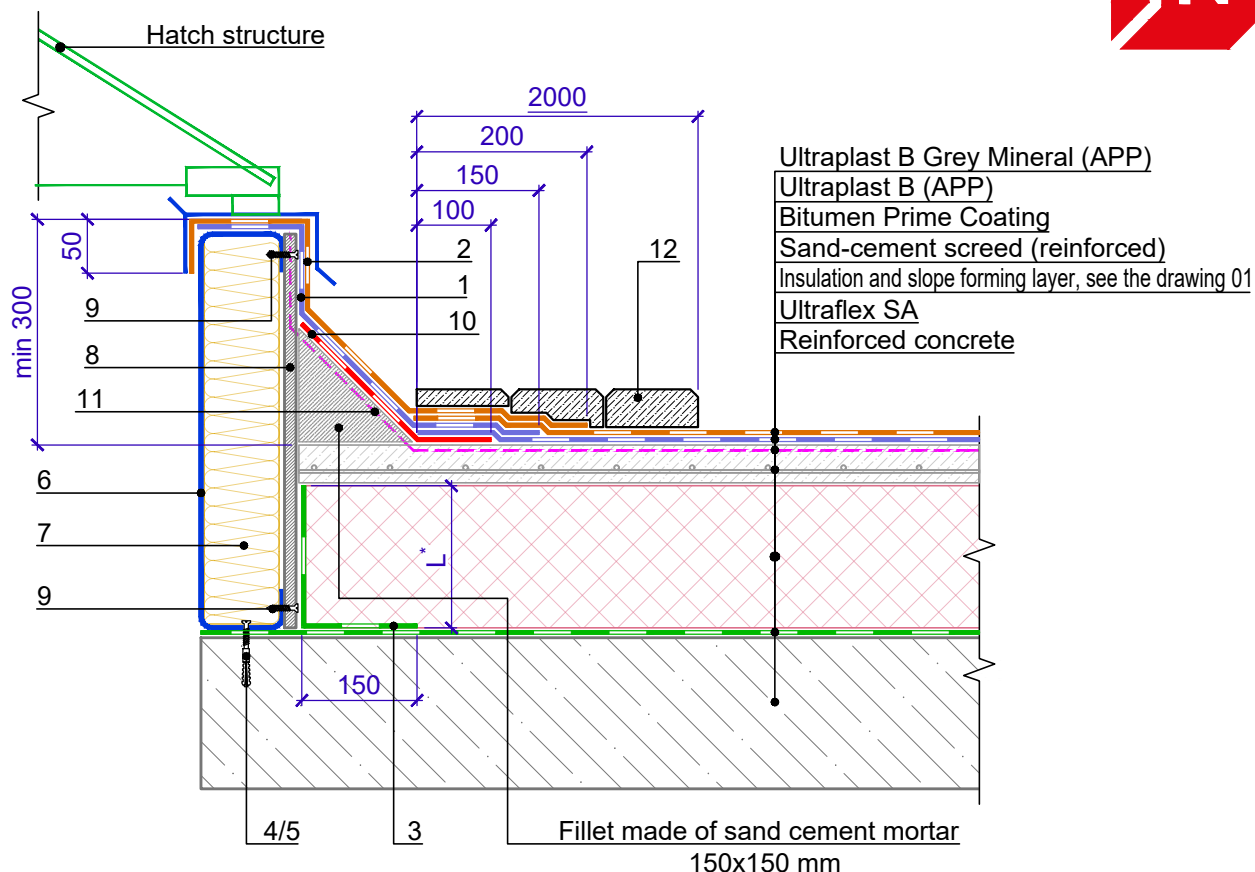 Hatch structure
2000
200
150
100
50
min 300
2
1
10
12
9
8
11
6
7
9
L*
150
4/5
3
Ultraplast B Grey Mineral (APP)
Ultraplast B (APP)
Bitumen Prime Coating
Sand-cement screed (reinforced)
Insulation and slope forming layer, see the drawing 01
Ultraflex SA
Reinforced concrete
Fillet made of sand cement mortar
150x150 mm